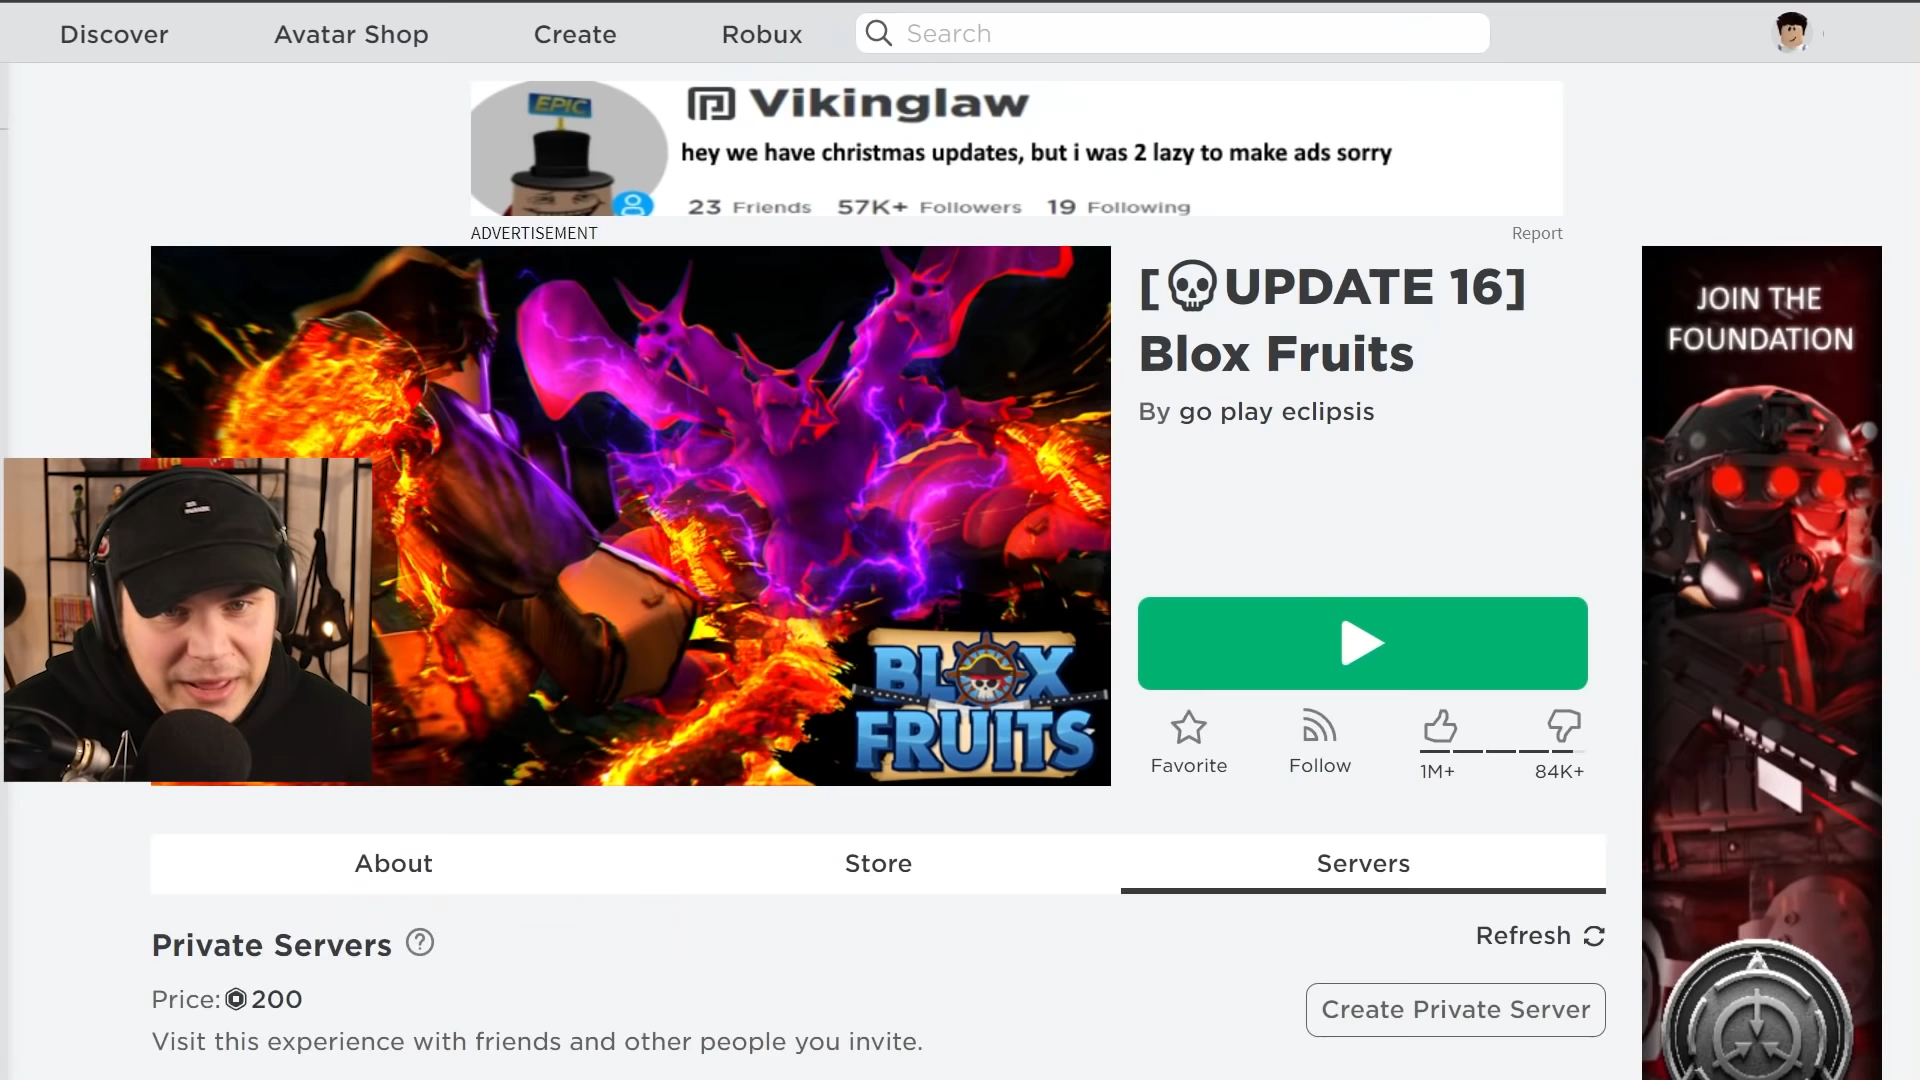 Discover Avatar Shop Create Robux Search
EPIC
Vikinglaw
hey we have christmas updates, but i was 2 lazy to make ads sorry
23 Friends 57K+ Followers 19 Following
ADVERTISEMENT Report
[💀UPDATE 16]
Blox Fruits
By go play eclipsis
JOIN THE
FOUNDATION
BLOX
FRUITS
Favorite Follow 1M+ 84K+
About Store Servers
Private Servers Refresh
Price: 200
Create Private Server
Visit this experience with friends and other people you invite.